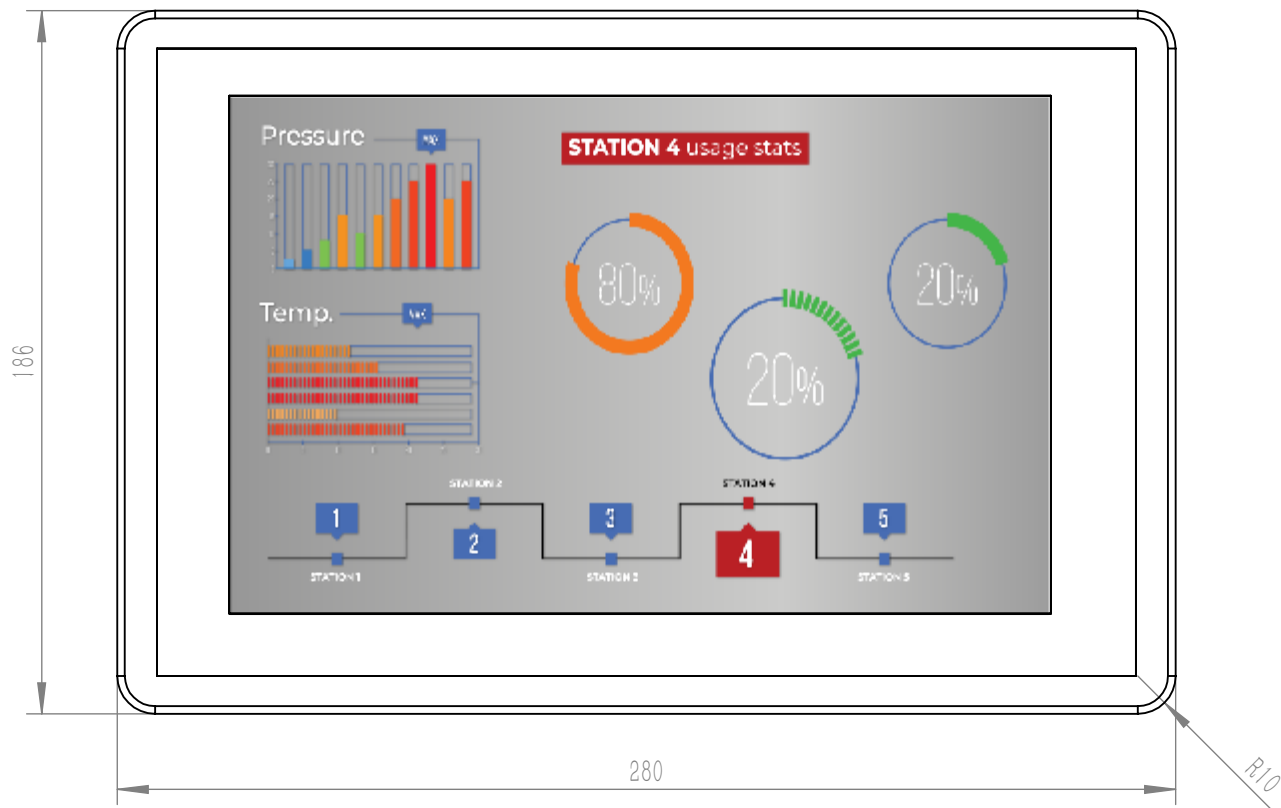 Pressure
STATION 4 usage stats
80%
20%
20%
Temp.
186
STATION 2
STATION 4
1
3
5
2
4
STATION 1
STATION 3
STATION 5
280
R10